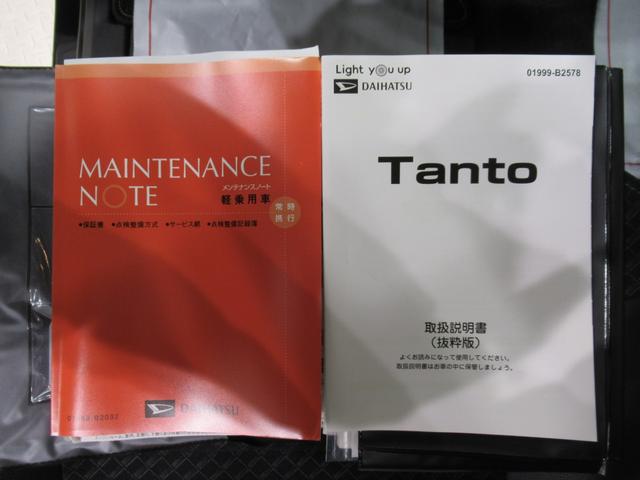 MAINTENANCE
NOTE
メンテナンスノート
軽乗用車
常時
携行
●保証書 ●点検整備方式 ●サービス網 ●点検整備記録簿
DAIHATSU
Light you up
DAIHATSU
01999-B2578
Tanto
取扱説明書
(抜粋版)
よくお読みになって使用してください。
取扱説明書はお車の中に保管しましょう。